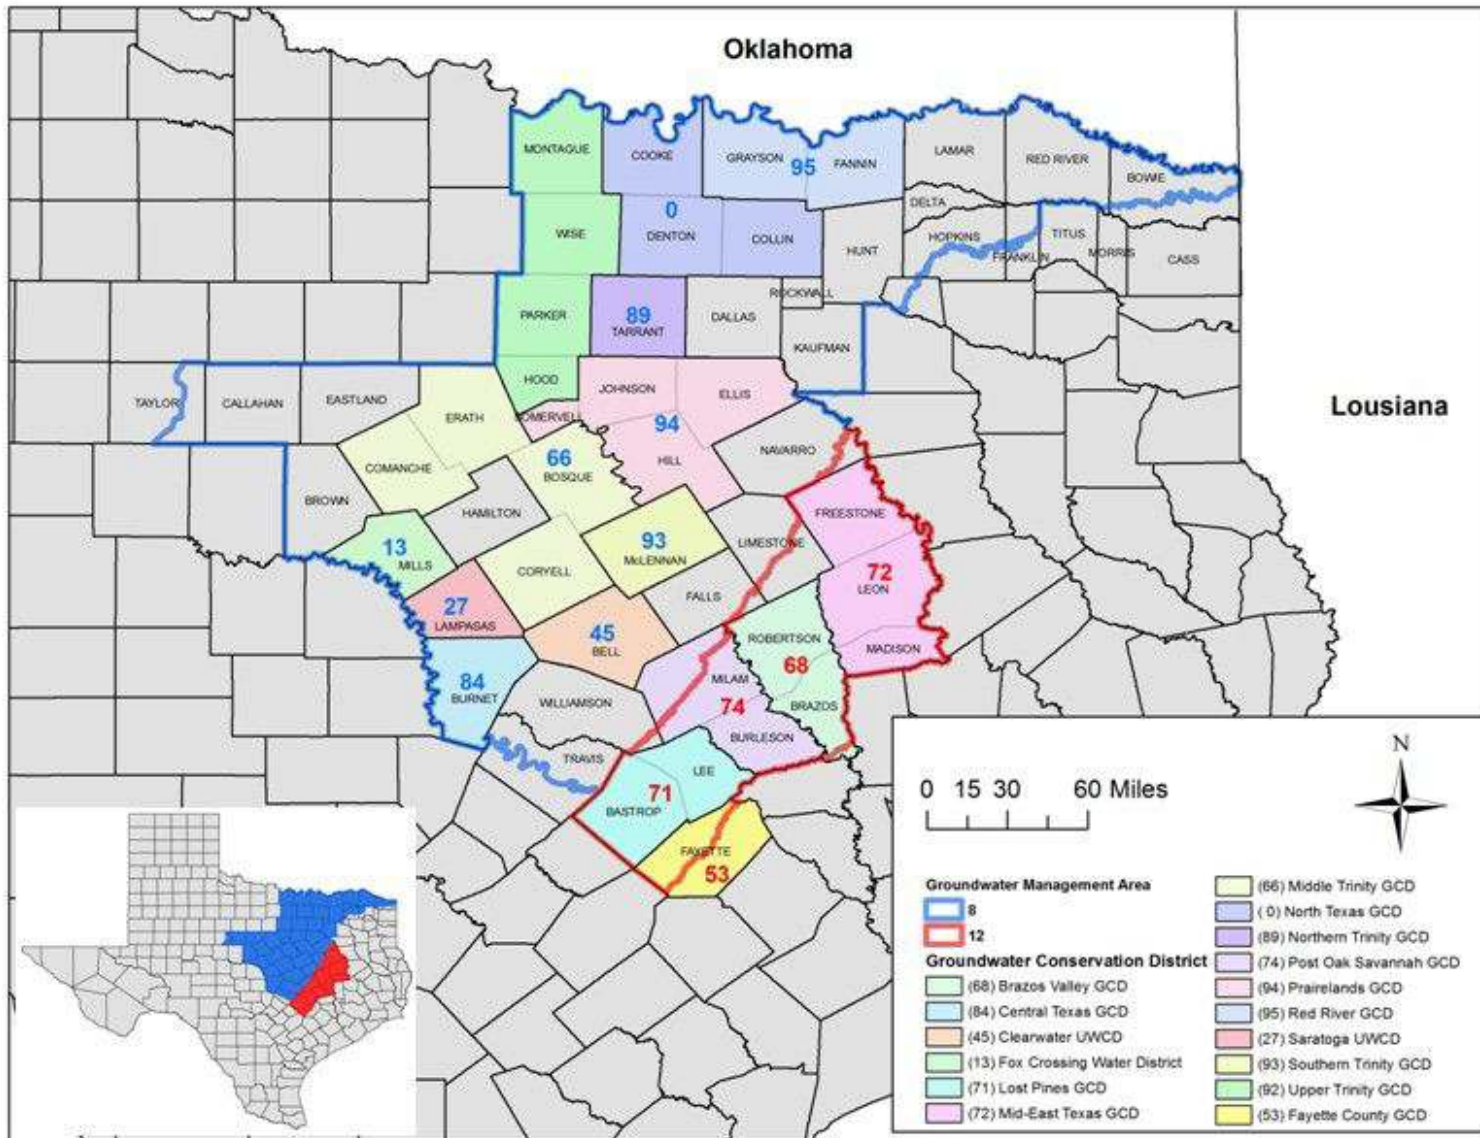 Oklahoma
MONTAGUE
COOKE
GRAYSON
95
FANNIN
LAMAR
RED RIVER
BOWIE
DELTA
0
WISE
DENTON
COLLIN
HUNT
HOPKINS
FRANKLIN
TITUS
MORRIS
CASS
ROCKWALL
PARKER
89
TARRANT
DALLAS
KAUFMAN
HOOD
JOHNSON
ELLIS
TAYLOR
CALLAHAN
EASTLAND
ERATH
SOMERVELL
94
Lousiana
NAVARRO
HILL
66
BOSQUE
COMANCHE
BROWN
HAMILTON
FREESTONE
13
MILLS
93
McLENNAN
LIMESTONE
CORYELL
72
LEON
27
LAMPASAS
FALLS
45
BELL
ROBERTSON
MADISON
68
84
BURNET
MILAM
WILLIAMSON
74
BRAZOS
BURLESON
TRAVIS
LEE
71
BASTROP
FAYETTE
53
N
0 15 30 60 Miles
Groundwater Management Area
8
12
Groundwater Conservation District
(68) Brazos Valley GCD
(84) Central Texas GCD
(45) Clearwater UWCD
(13) Fox Crossing Water District
(71) Lost Pines GCD
(72) Mid-East Texas GCD
(66) Middle Trinity GCD
( 0) North Texas GCD
(89) Northern Trinity GCD
(74) Post Oak Savannah GCD
(94) Prairelands GCD
(95) Red River GCD
(27) Saratoga UWCD
(93) Southern Trinity GCD
(92) Upper Trinity GCD
(53) Fayette County GCD